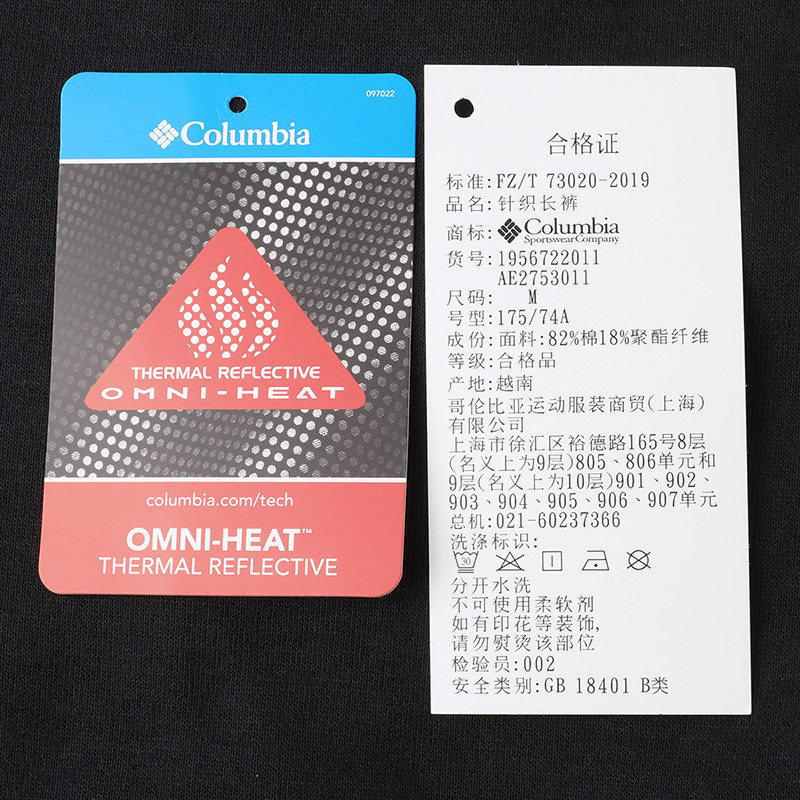 097022
Columbia
THERMAL REFLECTIVE
OMNI-HEAT
columbia.com/tech
OMNI-HEAT™
THERMAL REFLECTIVE
合格证
标准:FZ/T 73020-2019
品名:针织长裤
商标:Columbia
Sportswear Company
货号:1956722011
AE2753011
尺码: M
号型:175/74A
成份:面料:82%棉18%聚酯纤维
等级:合格品
产地:越南
哥伦比亚运动服装商贸(上海)
有限公司
上海市徐汇区裕德路165号8层
(名义上为9层)805、806单元和
9层(名义上为10层)901、902、
903、904、905、906、907单元
总机:021-60237366
洗涤标识:
30
分开水洗
不可使用柔软剂
如有印花等装饰,
请勿熨烫该部位
检验员:002
安全类别:GB 18401 B类